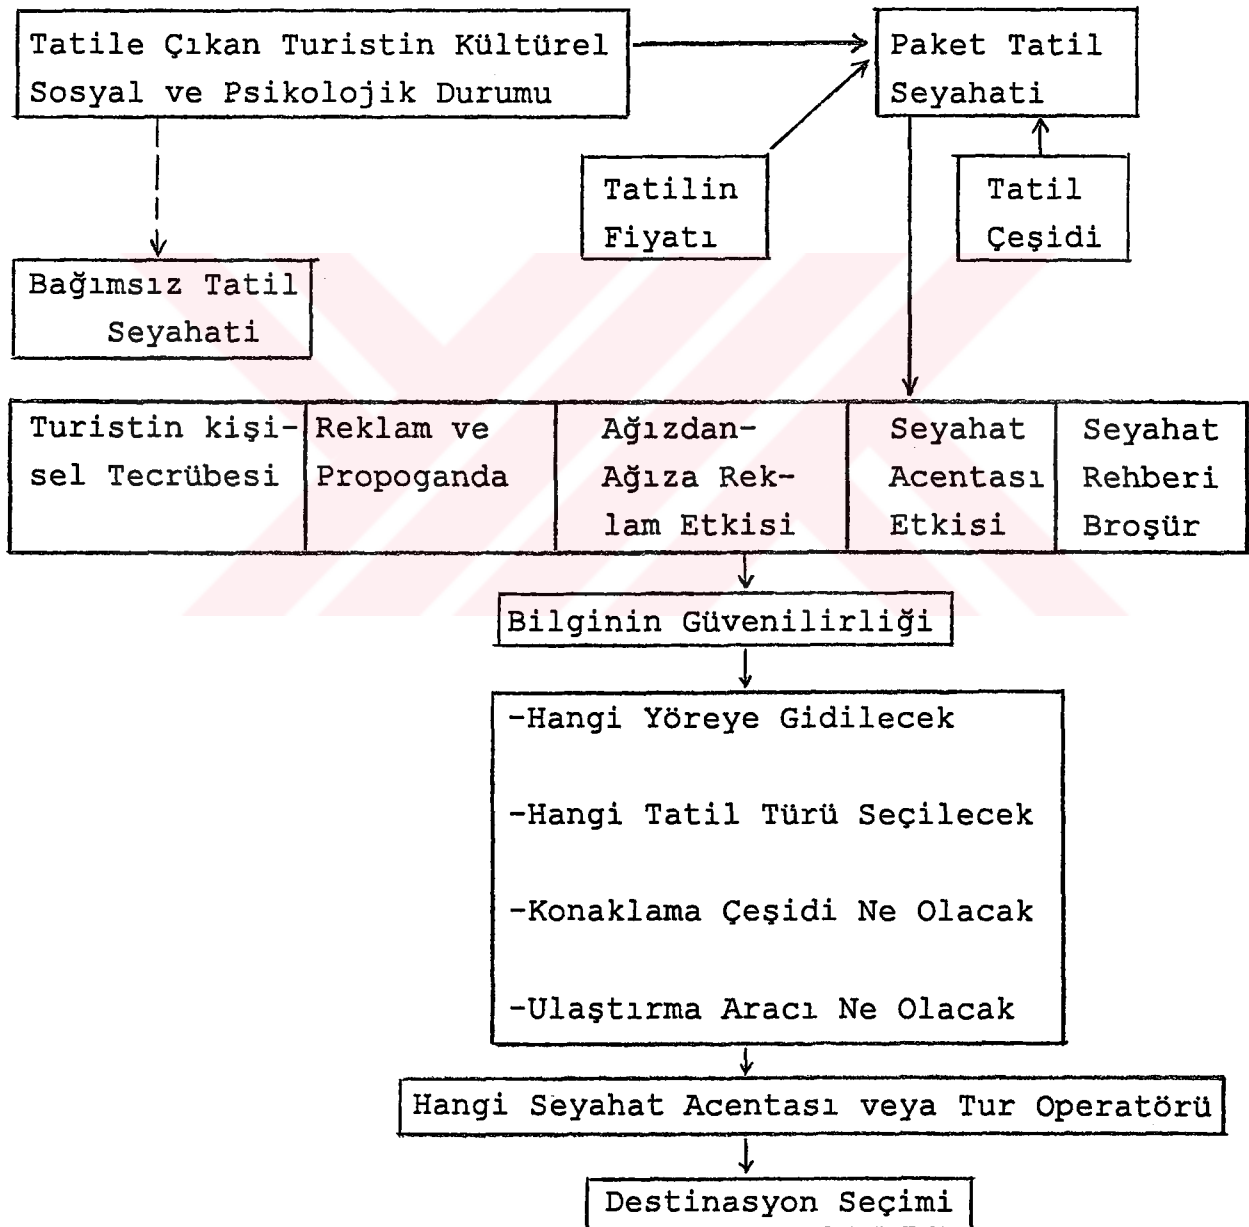 Tatile Çıkan Turistin Kültürel
Sosyal ve Psikolojik Durumu
Paket Tatil
Seyahati
Tatilin
Fiyatı
Tatil
Çeşidi
Bağımsız Tatil
Seyahati
Turistin kişi-
sel Tecrübesi
Reklam ve
Propoganda
Ağızdan-
Ağıza Rek-
lam Etkisi
Seyahat
Acentası
Etkisi
Seyahat
Rehberi
Broşür
Bilginin Güvenilirliği
-Hangi Yöreye Gidilecek
-Hangi Tatil Türü Seçilecek
-Konaklama Çeşidi Ne Olacak
-Ulaştırma Aracı Ne Olacak
Hangi Seyahat Acentası veya Tur Operatörü
Destinasyon Seçimi